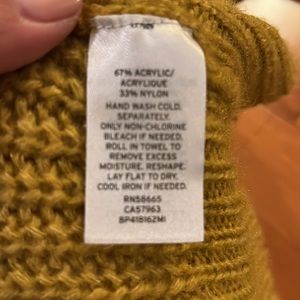 67% ACRYLIC/
ACRYLIQUE
33% NYLON
HAND WASH COLD.
SEPARATELY.
ONLY NON-CHLORINE
BLEACH IF NEEDED.
ROLL IN TOWEL TO
REMOVE EXCESS
MOISTURE. RESHAPE.
LAY FLAT TO DRY.
COOL IRON IF NEEDED.
RN58665
CA57963
BP41816ZMI